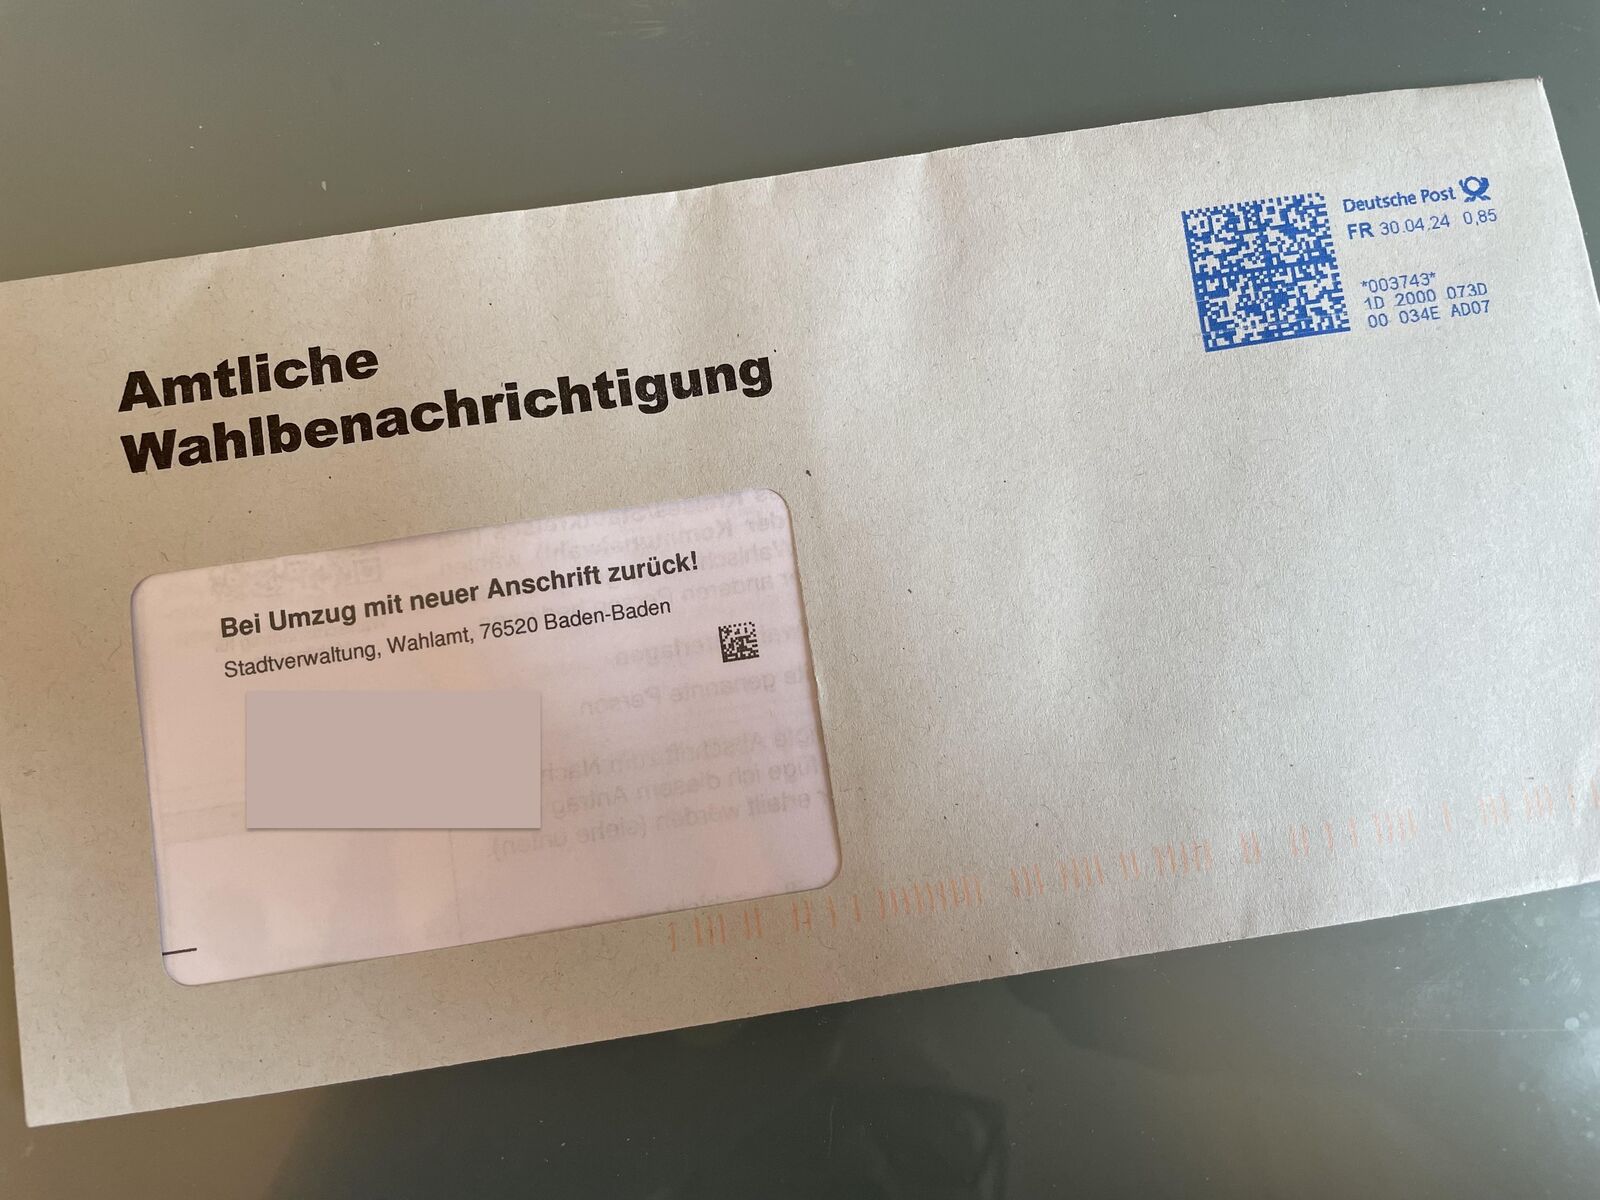 Deutsche Post
FR 30.04.24 0,85
*003743*
1D 2000 073D
00 034E AD07
Amtliche
Wahlbenachrichtigung
Bei Umzug mit neuer Anschrift zurück!
Stadtverwaltung, Wahlamt, 76520 Baden-Baden